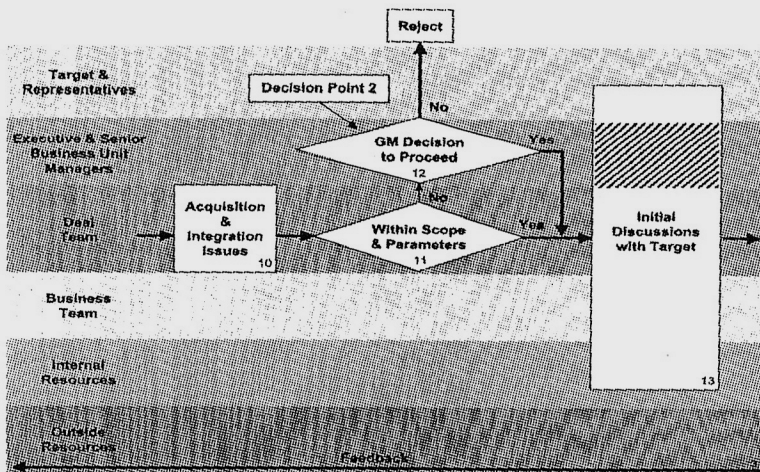 Reject
Target &
Representatives
Decision Point 2
No
Executive & Senior
Business Unit
Managers
GM Decision
to Proceed
12
Yes
No
Deal
Team
Acquisition
&
Integration
Issues
10
Within Scope
& Parameters
11
Yes
Initial
Discussions
with Target
13
Business
Team
Internal
Resources
Outside
Resources
Feedback